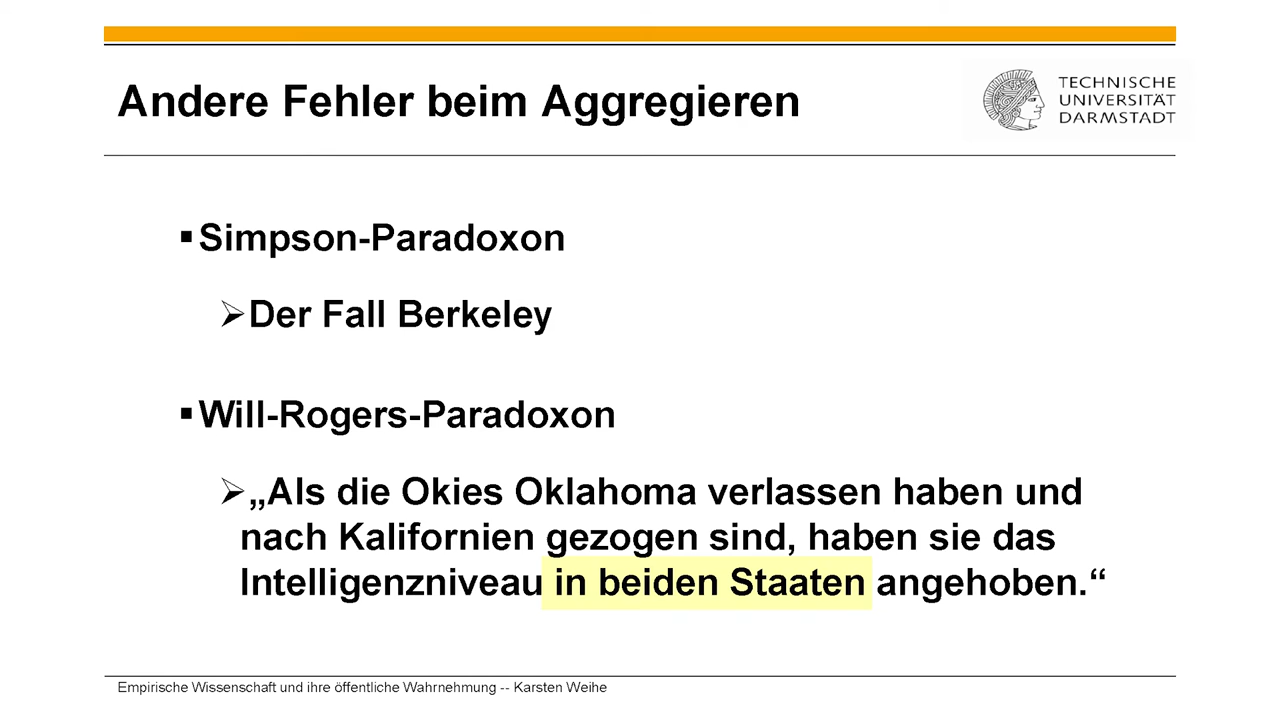 Andere Fehler beim Aggregieren
TECHNISCHE
UNIVERSITÄT
DARMSTADT
▪Simpson-Paradoxon
➢Der Fall Berkeley
▪Will-Rogers-Paradoxon
➢„Als die Okies Oklahoma verlassen haben und
nach Kalifornien gezogen sind, haben sie das
Intelligenzniveau in beiden Staaten angehoben.“
Empirische Wissenschaft und ihre öffentliche Wahrnehmung -- Karsten Weihe